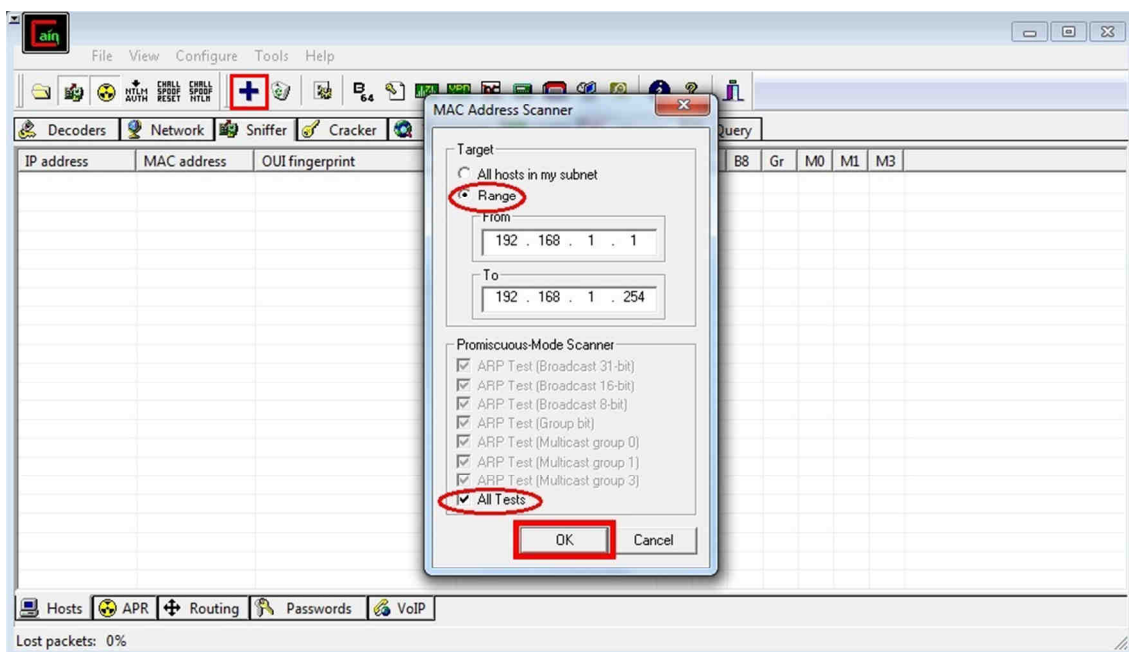 aín
File View Configure Tools Help
NTLM AUTH CHALL SPOOF RESET CHALL SPOOF NTLM B64
Decoders Network Sniffer Cracker Query
IP address MAC address OUI fingerprint B8 Gr M0 M1 M3
MAC Address Scanner
Target
All hosts in my subnet
Range
From
192 . 168 . 1 . 1
To
192 . 168 . 1 . 254
Promiscuous-Mode Scanner
ARP Test (Broadcast 31-bit)
ARP Test (Broadcast 16-bit)
ARP Test (Broadcast 8-bit)
ARP Test (Group bit)
ARP Test (Multicast group 0)
ARP Test (Multicast group 1)
ARP Test (Multicast group 3)
All Tests
OK Cancel
Hosts APR Routing Passwords VoIP
Lost packets: 0%